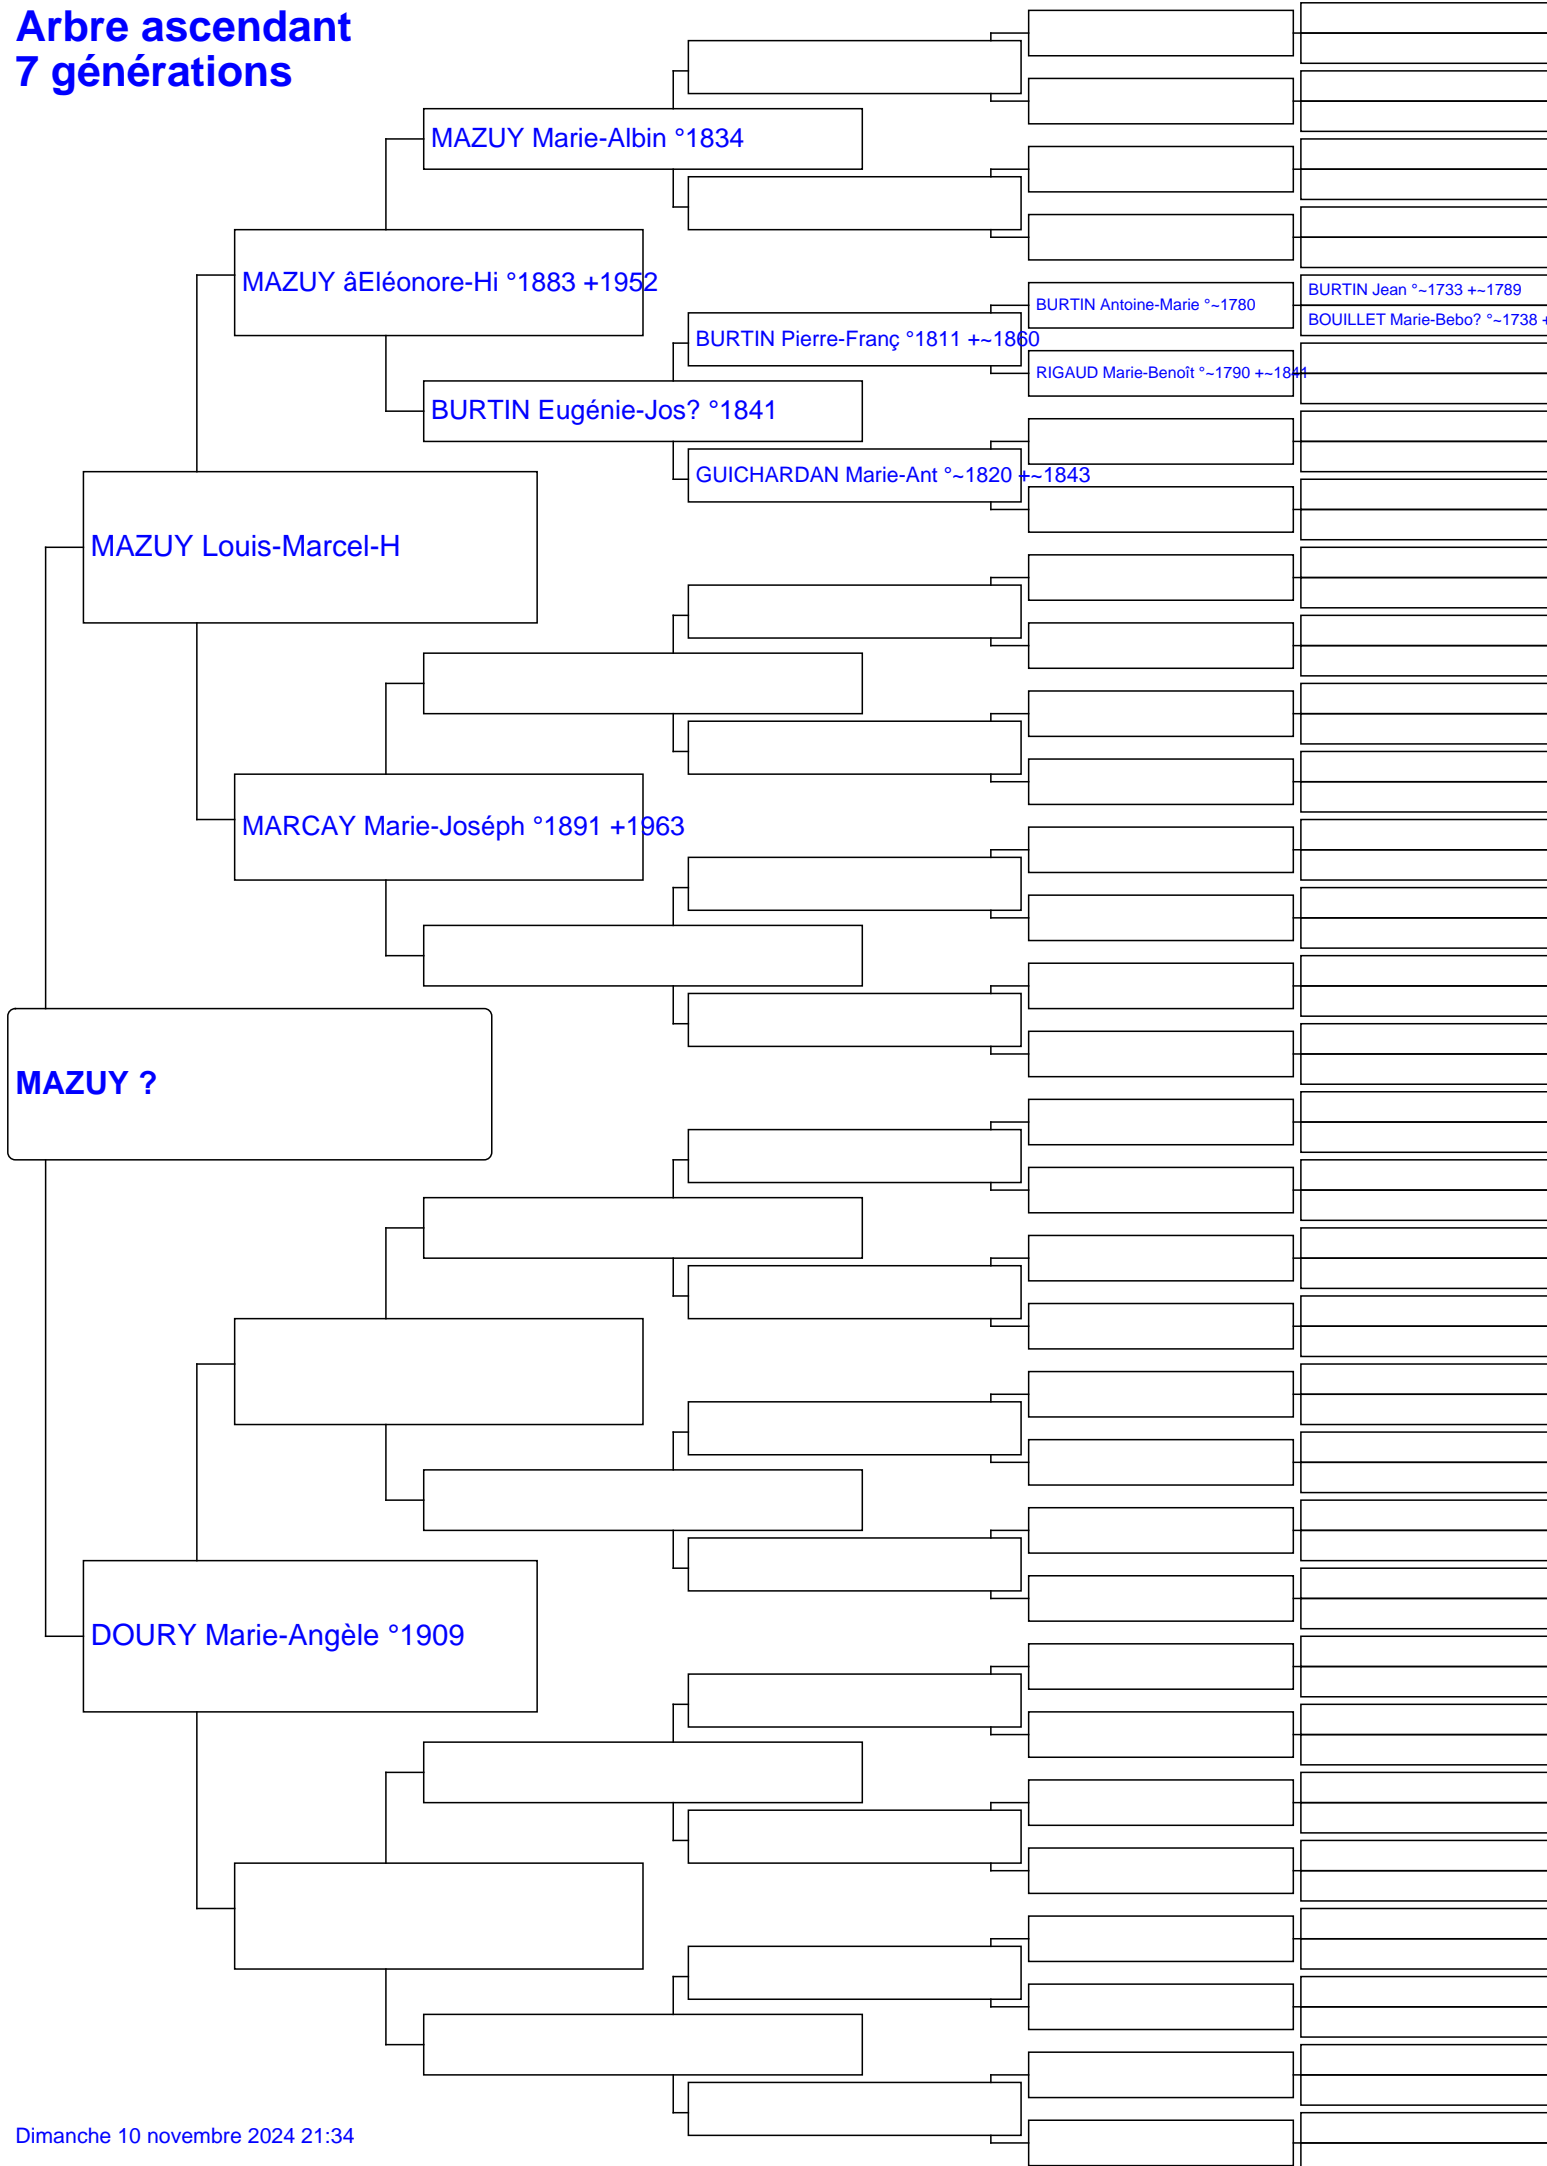 Arbre ascendant
7 générations
MAZUY Marie-Albin °1834
MAZUY âEléonore-Hi °1883 +1952
BURTIN Jean °~1733 +~1789
BURTIN Antoine-Marie °~1780
BOUILLET Marie-Bebo? °~1738 +
BURTIN Pierre-Franç °1811 +~1860
RIGAUD Marie-Benoît °~1790 +~1841
BURTIN Eugénie-Jos? °1841
GUICHARDAN Marie-Ant °~1820 +~1843
MAZUY Louis-Marcel-H
MARCAY Marie-Joséph °1891 +1963
MAZUY ?
DOURY Marie-Angèle °1909
Dimanche 10 novembre 2024 21:34